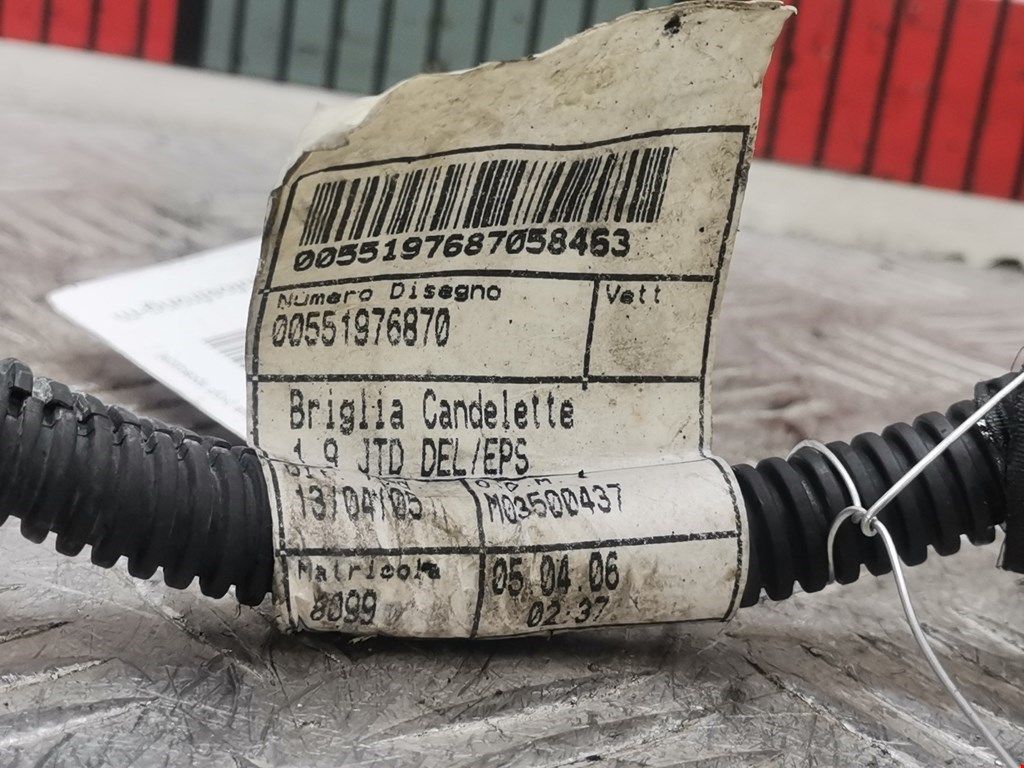 0055197687058463
Numero Disegno Vett
00551976870
Briglia Candelette
1.9 JTD DEL/EPS
13/04/05 M03500437
Matricola 05.04.06
8099 02:37